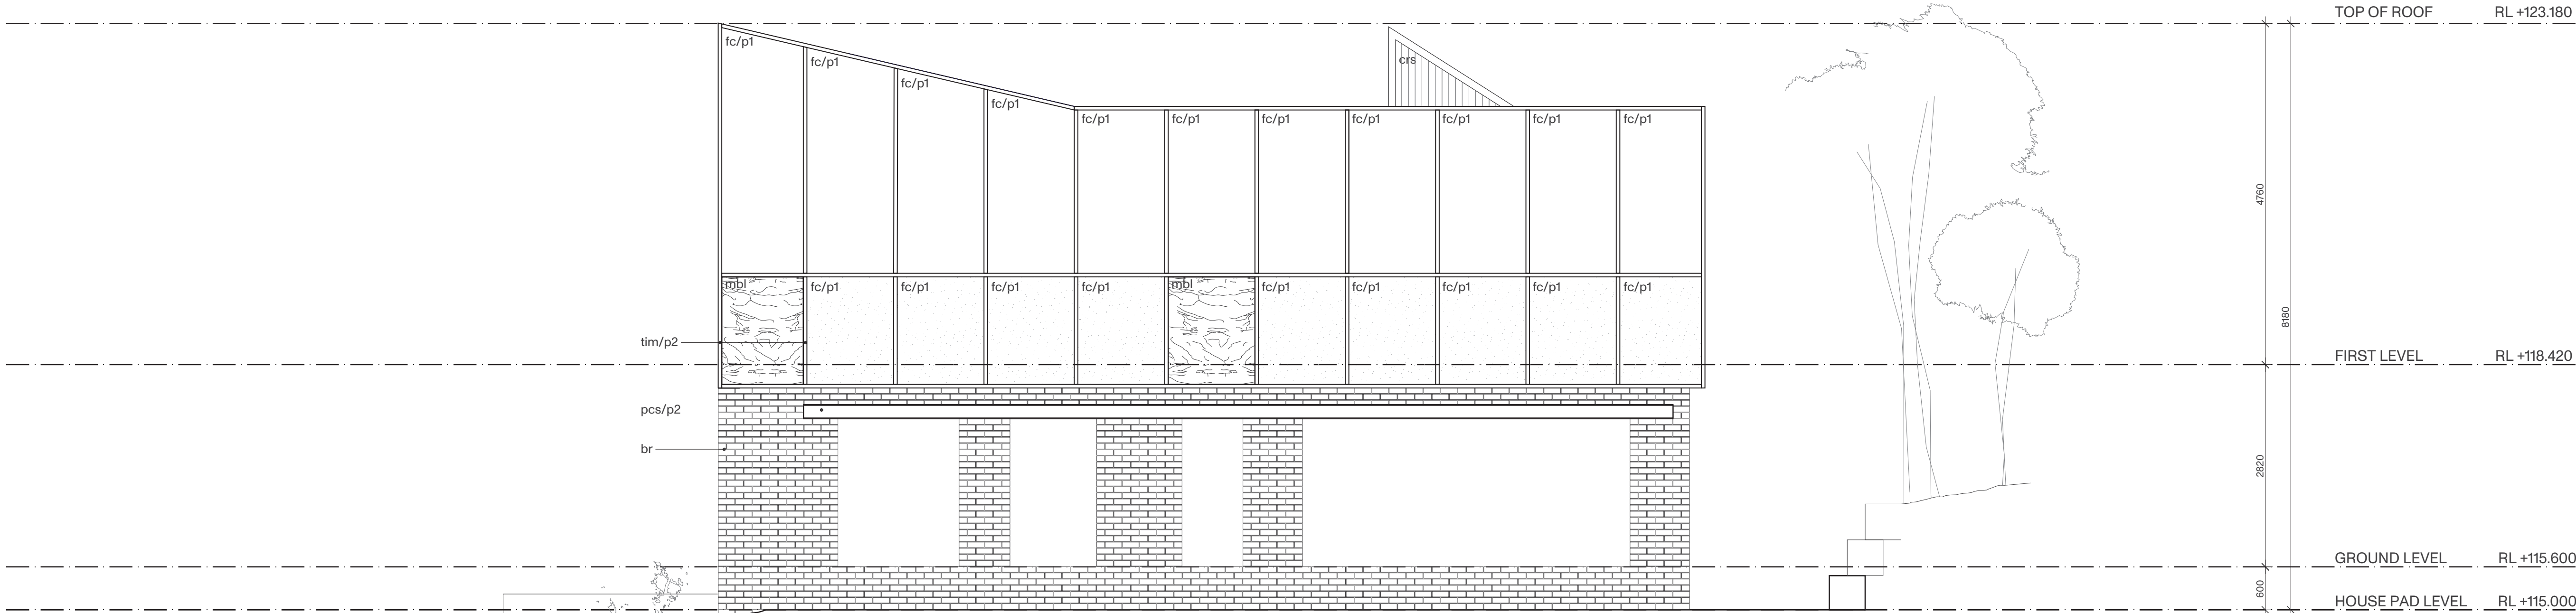 TOP OF ROOF RL +123.180
fc/p1
fc/p1
fc/p1
fc/p1
crs
fc/p1 fc/p1 fc/p1 fc/p1 fc/p1 fc/p1 fc/p1
4760
mbl fc/p1 fc/p1 fc/p1 fc/p1 mbl fc/p1 fc/p1 fc/p1 fc/p1 fc/p1
8180
tim/p2
FIRST LEVEL RL +118.420
pcs/p2
br
2820
GROUND LEVEL RL +115.600
600
HOUSE PAD LEVEL RL +115.000